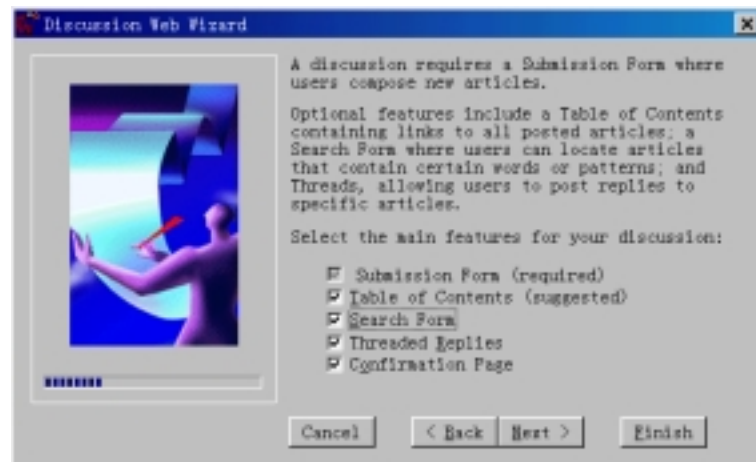 Discussion Web Wizard
A discussion requires a Submission Form where
users compose new articles.
Optional features include a Table of Contents
containing links to all posted articles; a
Search Form where users can locate articles
that contain certain words or patterns; and
Threads, allowing users to post replies to
specific articles.
Select the main features for your discussion:
Submission Form (required)
Table of Contents (suggested)
Search Form
Threaded Replies
Confirmation Page
Cancel < Back Next > Finish